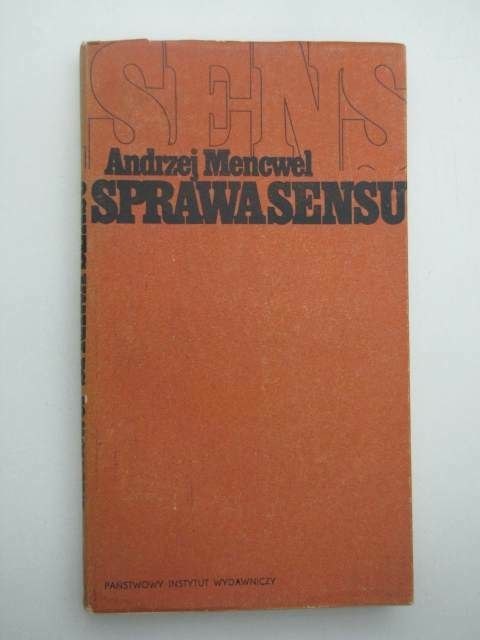 SENS
Andrzej Mencwel
SPRAWA SENSU
PAŃSTWOWY INSTYTUT WYDAWNICZY